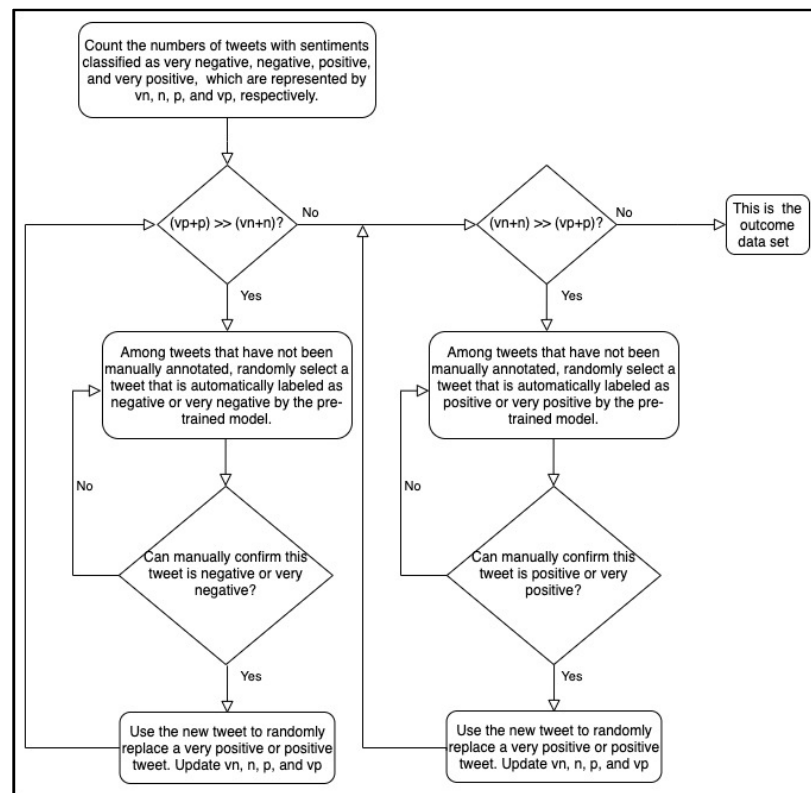 Count the numbers of tweets with sentiments
classified as very negative, negative, positive,
and very positive, which are represented by
vn, n, p, and vp, respectively.
(vp+p) >> (vn+n)?
No
(vn+n) >> (vp+p)?
No
This is the
outcome
data set
Yes
Yes
Among tweets that have not been
manually annotated, randomly select a
tweet that is automatically labeled as
negative or very negative by the pre-
trained model.
Among tweets that have not been
manually annotated, randomly select a
tweet that is automatically labeled as
positive or very positive by the pre-
trained model.
No
No
Can manually confirm this
tweet is negative or very
negative?
Can manually confirm this
tweet is positive or very
positive?
Yes
Yes
Use the new tweet to randomly
replace a very positive or positive
tweet. Update vn, n, p, and vp
Use the new tweet to randomly
replace a very positive or positive
tweet. Update vn, n, p, and vp